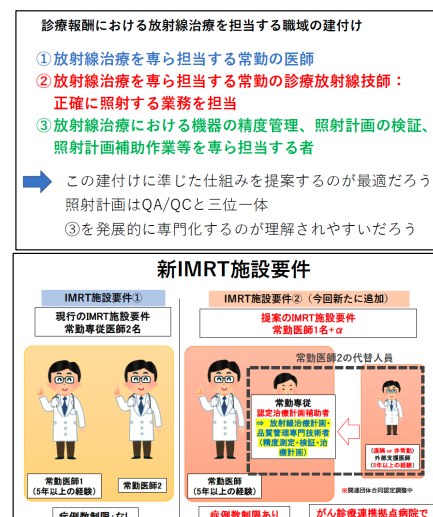 診療報酬における放射線治療を担当する職域の建付け
①放射線治療を専ら担当する常勤の医師
②放射線治療を専ら担当する常勤の診療放射線技師：
正確に照射する業務を担当
③放射線治療における機器の精度管理、照射計画の検証、
照射計画補助作業等を専ら担当する者
この建付けに準じた仕組みを提案するのが最適だろう
照射計画はQA/QCと三位一体
③を発展的に専門化するのが理解されやすいだろう
新IMRT施設要件
IMRT施設要件①
現行のIMRT施設要件
常勤専従医師2名
常勤医師1
(5年以上の経験)
常勤医師2
症例数制限：なし
IMRT施設要件②（今回新たに追加）
提案のIMRT施設要件
常勤医師1名+α
常勤医師2の代替人員
常勤専従
認定治療計画補助者
⇒ 放射線治療計画・
品質管理専門技術者
（精度測定・検証・治
療計画）
(遠隔 or 非常勤)
外部支援医師
(5年以上の経験)
常勤医師
(5年以上の経験)
※関連団体合同認定調整中
症例数制限あり
がん診療連携拠点病院で